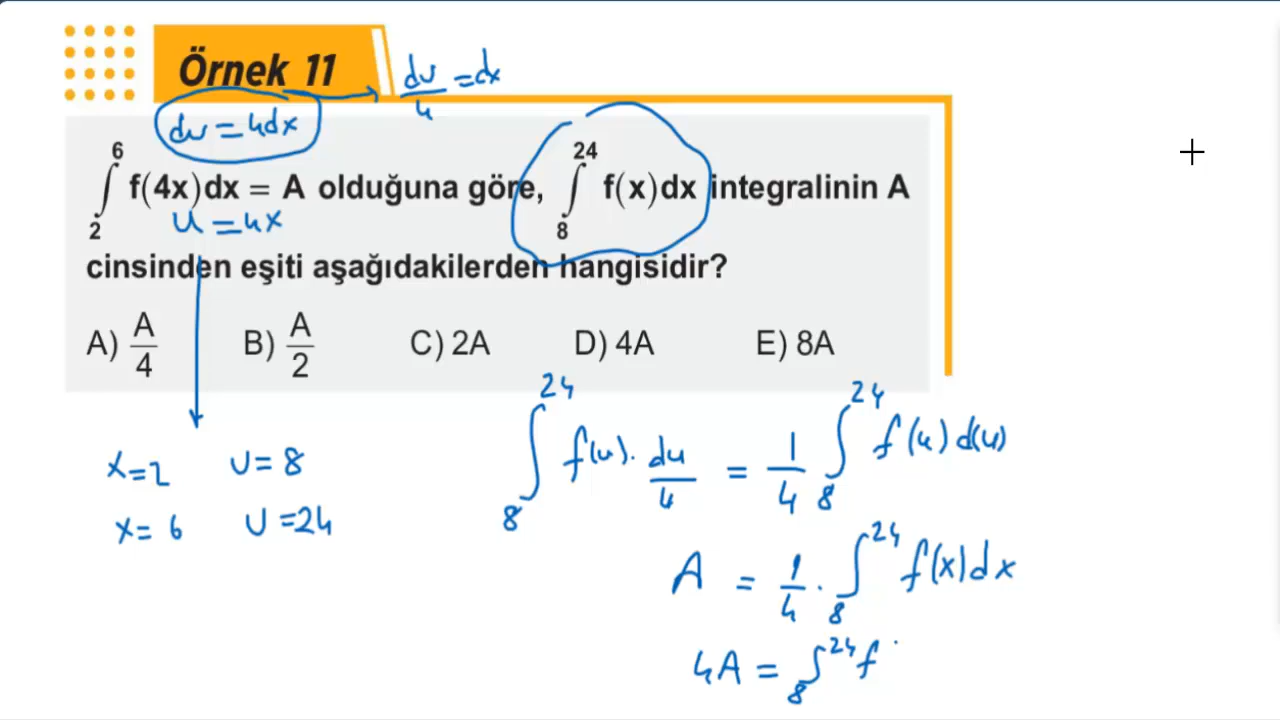 Örnek 11
du/4 = dx
du = 4dx
∫₂⁶ f(4x)dx = A olduğuna göre, ∫₈²⁴ f(x)dx integralinin A
u = 4x
cinsinden eşiti aşağıdakilerden hangisidir?
A) A/4 B) A/2 C) 2A D) 4A E) 8A
∫₈²⁴ f(u). du/4 = 1/4 ∫₈²⁴ f(u) d(u)
x=2 u=8
x=6 u=24
A = 1/4 . ∫₈²⁴ f(x)dx
4A = ∫₈²⁴ f